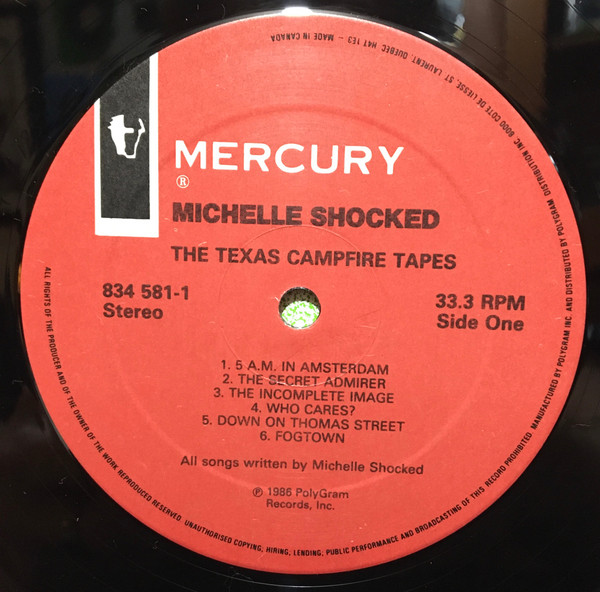 MERCURY
®
MICHELLE SHOCKED
THE TEXAS CAMPFIRE TAPES
834 581-1
Stereo
33.3 RPM
Side One
1. 5 A.M. IN AMSTERDAM
2. THE SECRET ADMIRER
3. THE INCOMPLETE IMAGE
4. WHO CARES?
5. DOWN ON THOMAS STREET
6. FOGTOWN
All songs written by Michelle Shocked
℗ 1986 PolyGram
Records, Inc.
ALL RIGHTS OF THE PRODUCER AND OF THE OWNER OF THE WORK REPRODUCED RESERVED. UNAUTHORISED COPYING; HIRING; LENDING; PUBLIC PERFORMANCE AND BROADCASTING OF THIS RECORD PROHIBITED. MANUFACTURED BY POLYGRAM INC. AND DISTRIBUTED BY POLYGRAM DISTRIBUTION INC 6000 COTE DE LIESSE, ST. LAURENT, QUEBEC, H4T 1E3 - MADE IN CANADA